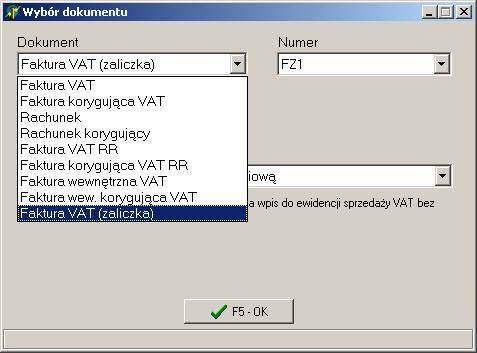 Wybór dokumentu
Dokument
Numer
Faktura VAT (zaliczka)
FZ1
Faktura VAT
Faktura korygująca VAT
Rachunek
Rachunek korygujący
Faktura VAT RR
Faktura korygująca VAT RR
Faktura wewnętrzna VAT
Faktura wew. korygująca VAT
Faktura VAT (zaliczka)
iową
a wpis do ewidencji sprzedaży VAT bez
F5 - OK